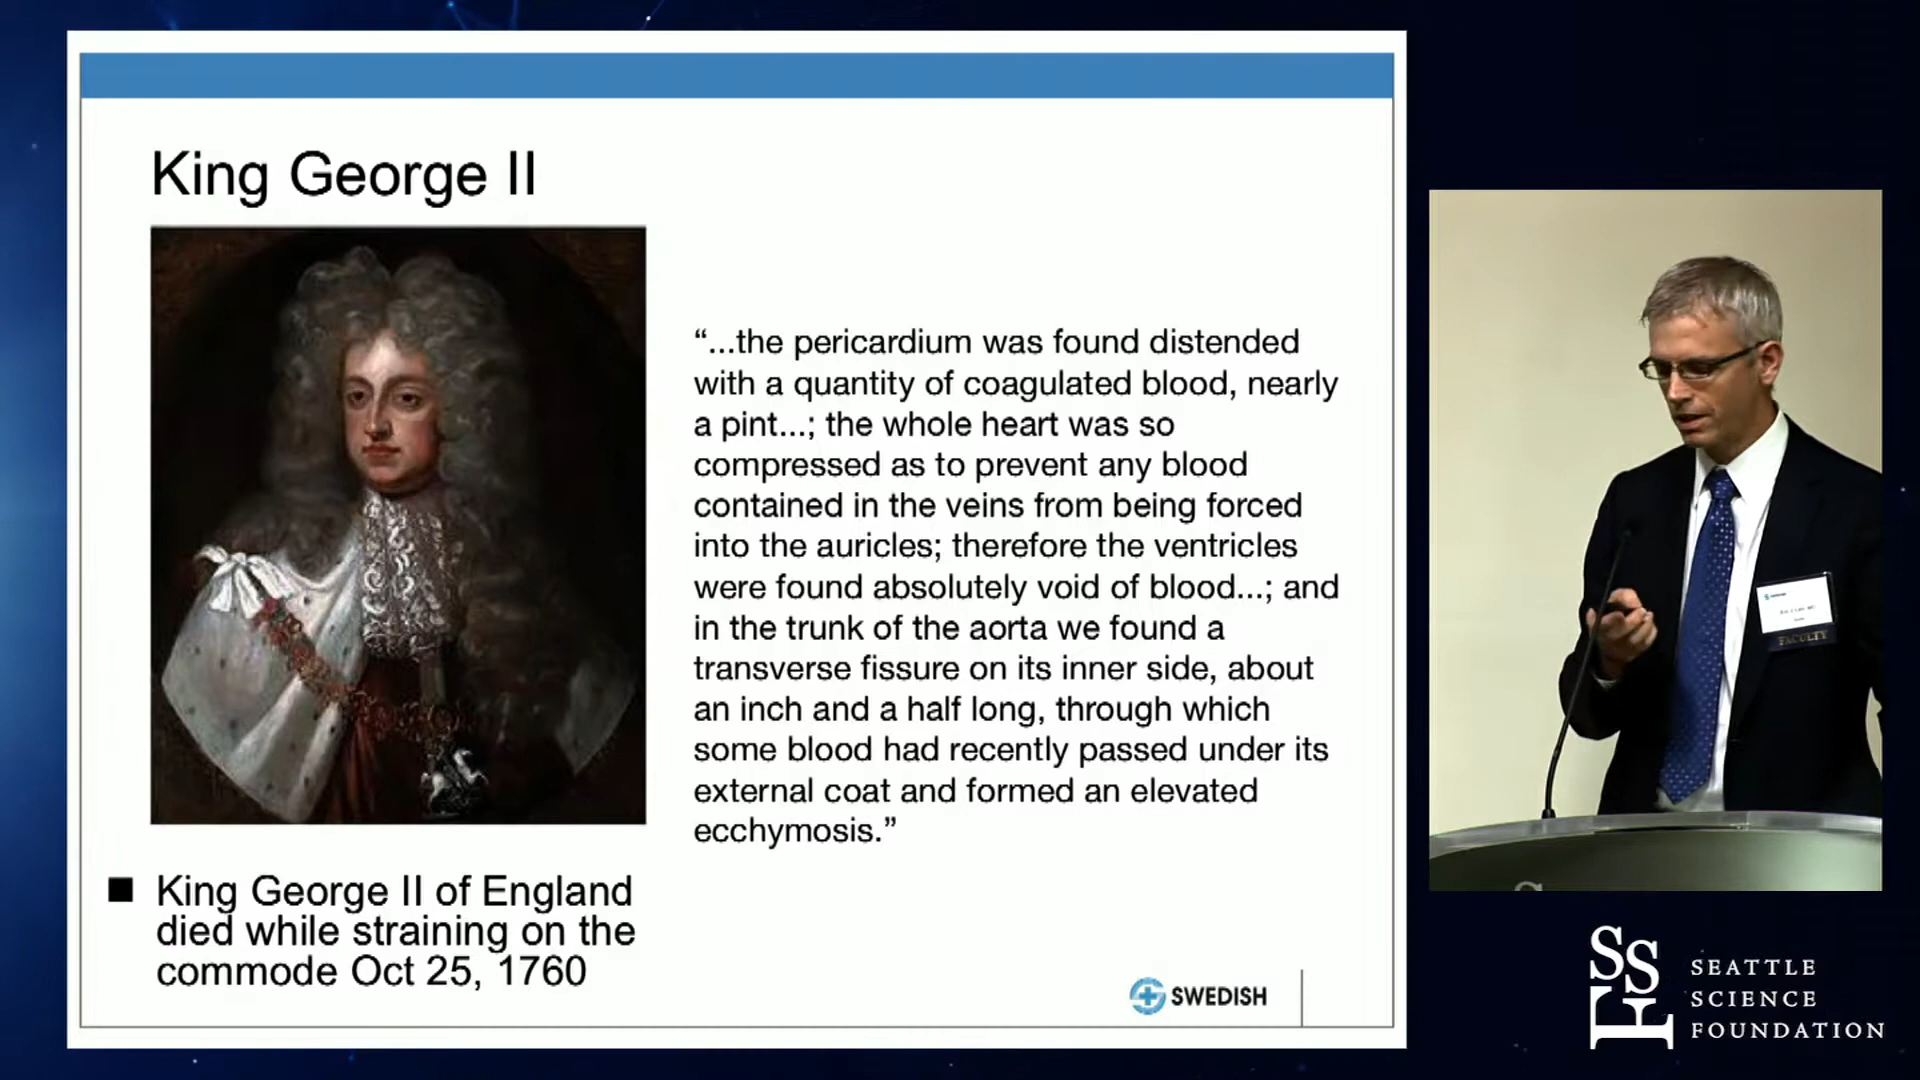 King George II
“...the pericardium was found distended
with a quantity of coagulated blood, nearly
a pint...; the whole heart was so
compressed as to prevent any blood
contained in the veins from being forced
into the auricles; therefore the ventricles
were found absolutely void of blood...; and
in the trunk of the aorta we found a
transverse fissure on its inner side, about
an inch and a half long, through which
some blood had recently passed under its
external coat and formed an elevated
ecchymosis.”
King George II of England
died while straining on the
commode Oct 25, 1760
SWEDISH
FACULTY
SSF
SEATTLE
SCIENCE
FOUNDATION